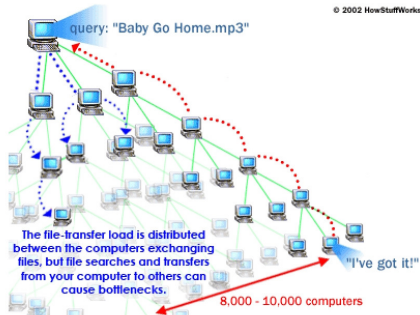 © 2002 HowStuffWorks
query: "Baby Go Home.mp3"
The file-transfer load is distributed
between the computers exchanging
files, but file searches and transfers
from your computer to others can
cause bottlenecks.
"I've got it!"
8,000 - 10,000 computers